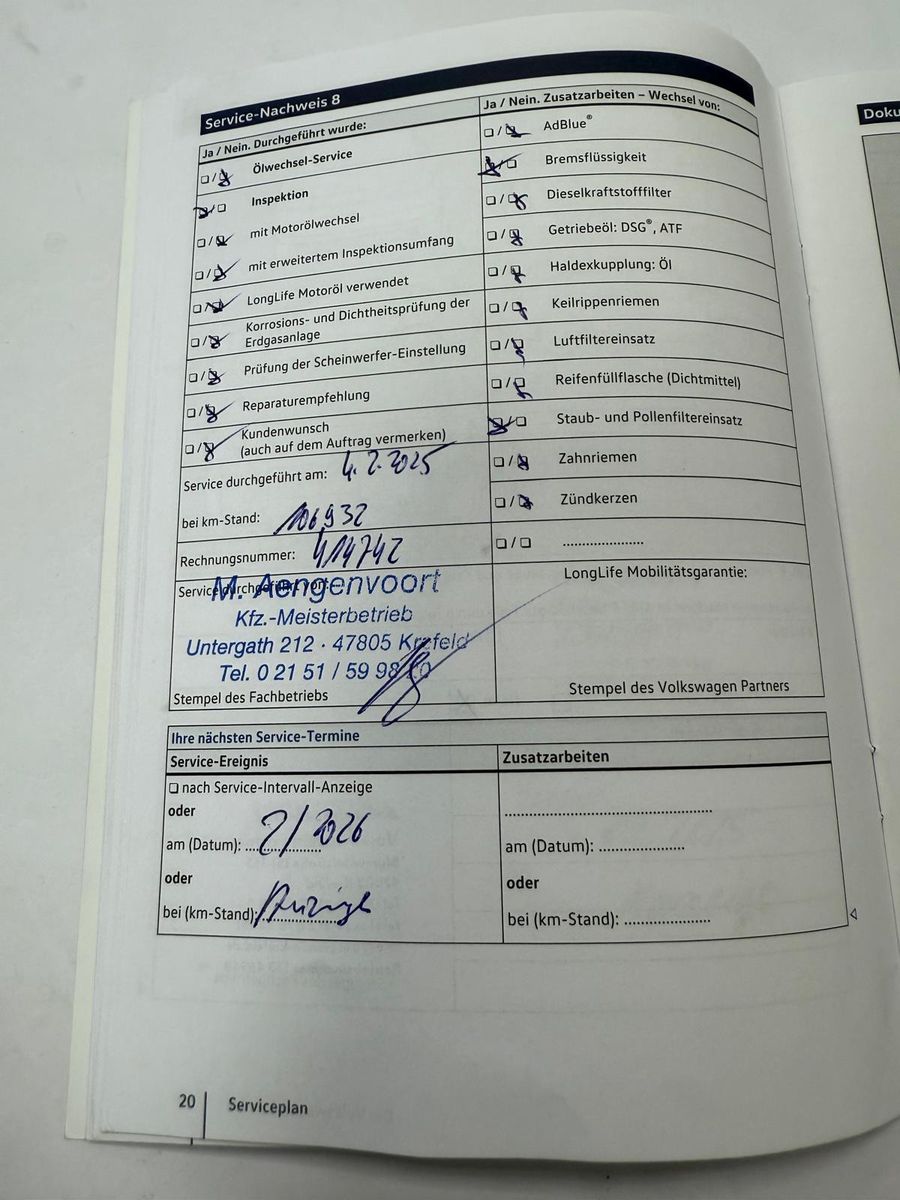 Service-Nachweis 8
Ja / Nein. Durchgeführt wurde:
Ölwechsel-Service
Inspektion
mit Motorölwechsel
mit erweitertem Inspektionsumfang
LongLife Motoröl verwendet
Korrosions- und Dichtheitsprüfung der
Erdgasanlage
Prüfung der Scheinwerfer-Einstellung
Reparaturempfehlung
Kundenwunsch
(auch auf dem Auftrag vermerken)
Service durchgeführt am: 4.2.2025
bei km-Stand: 106932
Rechnungsnummer: 414742
Service durchgeführt von:
M. Aengenvoort
Kfz.-Meisterbetrieb
Untergath 212 · 47805 Krefeld
Tel. 0 21 51 / 59 98
Stempel des Fachbetriebs
Ja / Nein. Zusatzarbeiten – Wechsel von:
AdBlue®
Bremsflüssigkeit
Dieselkraftstofffilter
Getriebeöl: DSG®, ATF
Haldexkupplung: Öl
Keilrippenriemen
Luftfiltereinsatz
Reifenfüllflasche (Dichtmittel)
Staub- und Pollenfiltereinsatz
Zahnriemen
Zündkerzen
LongLife Mobilitätsgarantie:
Stempel des Volkswagen Partners
Ihre nächsten Service-Termine
Service-Ereignis
nach Service-Intervall-Anzeige
oder
am (Datum): 2/2026
oder
bei (km-Stand): Anzeige
Zusatzarbeiten
am (Datum):
oder
bei (km-Stand):
20 Serviceplan
Doku